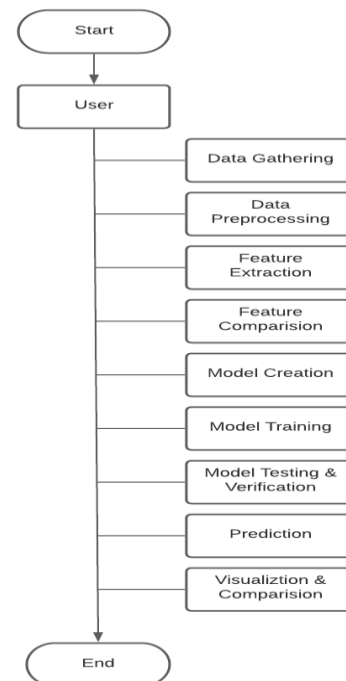 Start
User
Data Gathering
Data
Preprocessing
Feature
Extraction
Feature
Comparision
Model Creation
Model Training
Model Testing &
Verification
Prediction
Visualiztion &
Comparision
End